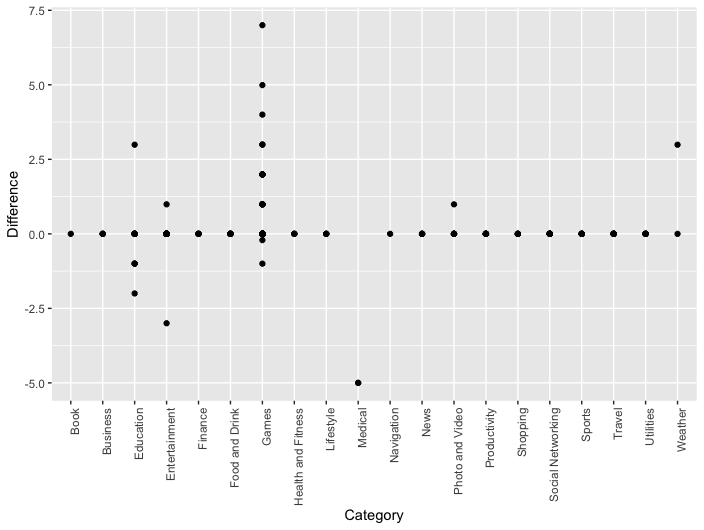 Difference
7.5
5.0
2.5
0.0
-2.5
-5.0
Book
Business
Education
Entertainment
Finance
Food and Drink
Games
Health and Fitness
Lifestyle
Medical
Navigation
News
Photo and Video
Productivity
Shopping
Social Networking
Sports
Travel
Utilities
Weather
Category